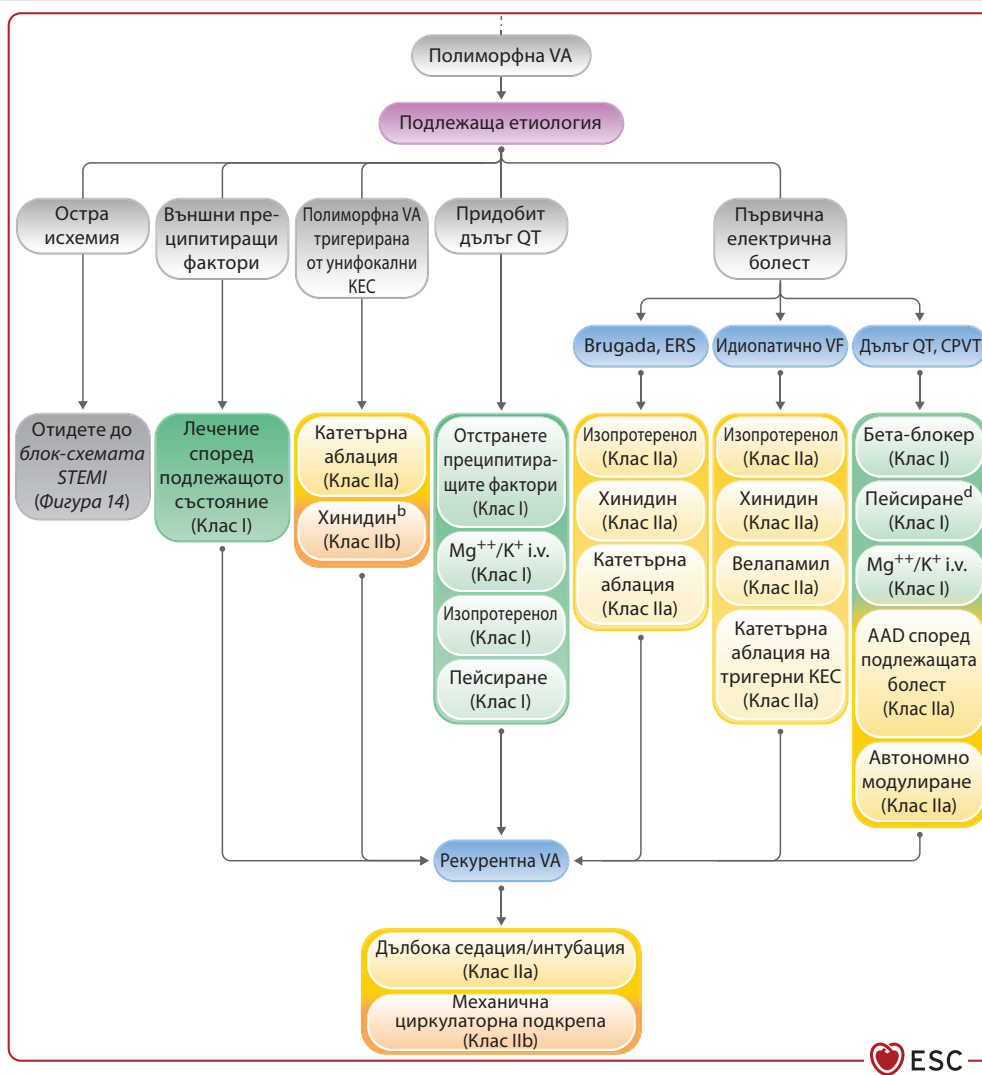 Полиморфна VA
Подлежаща етиология
Остра
исхемия
Външни пре-
ципитиращи
фактори
Полиморфна VA
тригерирана
от унифокални
КЕС
Придобит
дълъг QT
Първична
електрична
болест
Brugada, ERS
Идиопатично VF
Дълъг QT, CPVT
Отидете до
блок-схемата
STEMI
(Фигура 14)
Лечение
според
подлежащото
състояние
(Клас I)
Катетърна
аблация
(Клас IIa)
Хинидинᵇ
(Клас IIb)
Отстранете
преципитира-
щите фактори
(Клас I)
Mg⁺⁺/K⁺ i.v.
(Клас I)
Изопротеренол
(Клас I)
Пейсиране
(Клас I)
Изопротеренол
(Клас IIa)
Хинидин
(Клас IIa)
Катетърна
аблация
(Клас IIa)
Изопротеренол
(Клас IIa)
Хинидин
(Клас IIa)
Велапамил
(Клас IIa)
Катетърна
аблация на
тригерни КЕС
(Клас IIa)
Бета-блокер
(Клас I)
Пейсиранеᵈ
(Клас I)
Mg⁺⁺/K⁺ i.v.
(Клас I)
AAD според
подлежащата
болест
(Клас IIa)
Автономно
модулиране
(Клас IIa)
Рекурентна VA
Дълбока седация/интубация
(Клас IIa)
Механична
циркулаторна подкрепа
(Клас IIb)
ESC